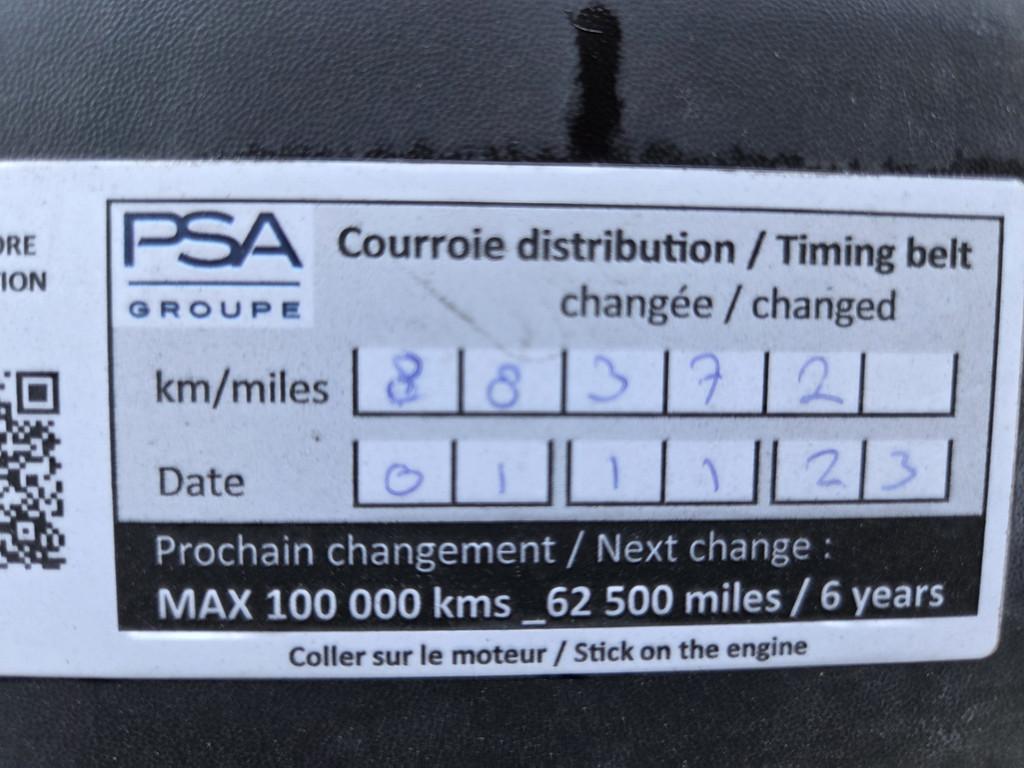 PSA
GROUPE
Courroie distribution / Timing belt
changée / changed
km/miles 8 8 3 7 2
Date 0 1 1 1 2 3
Prochain changement / Next change :
MAX 100 000 kms _62 500 miles / 6 years
Coller sur le moteur / Stick on the engine